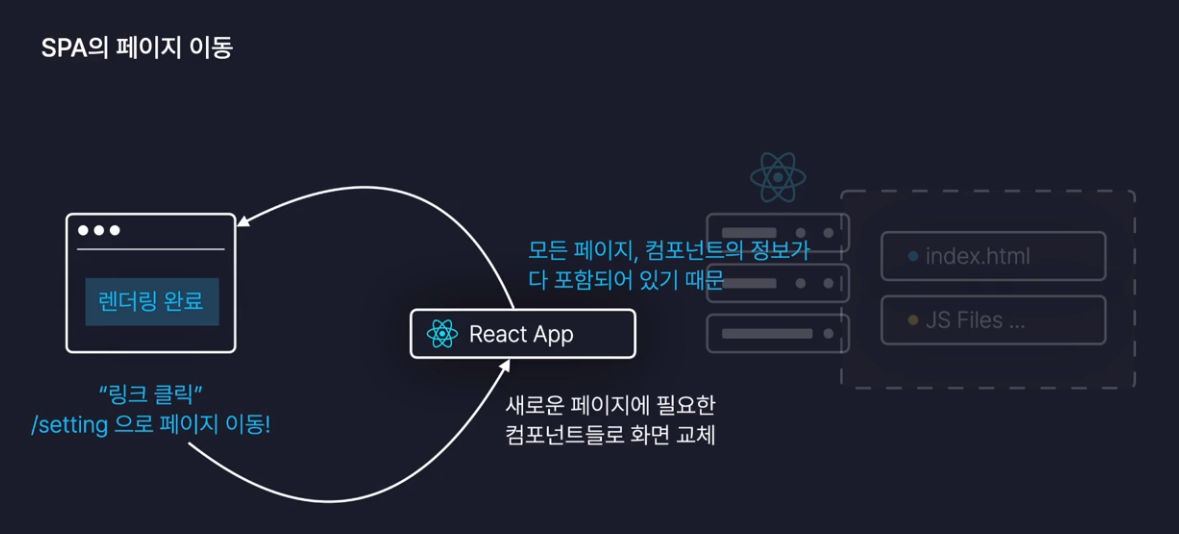 SPA의 페이지 이동
모든 페이지, 컴포넌트의 정보가
다 포함되어 있기 때문
index.html
렌더링 완료
JS Files ...
React App
“링크 클릭”
/setting 으로 페이지 이동!
새로운 페이지에 필요한
컴포넌트들로 화면 교체